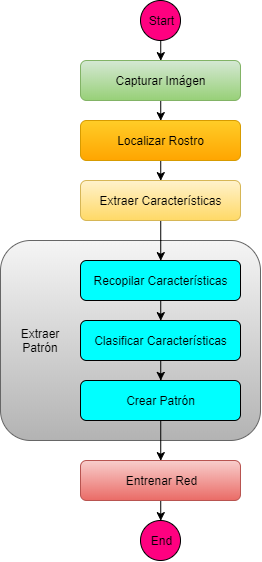 Start
Capturar Imágen
Localizar Rostro
Extraer Características
Recopilar Características
Extraer
Patrón
Clasificar Características
Crear Patrón
Entrenar Red
End